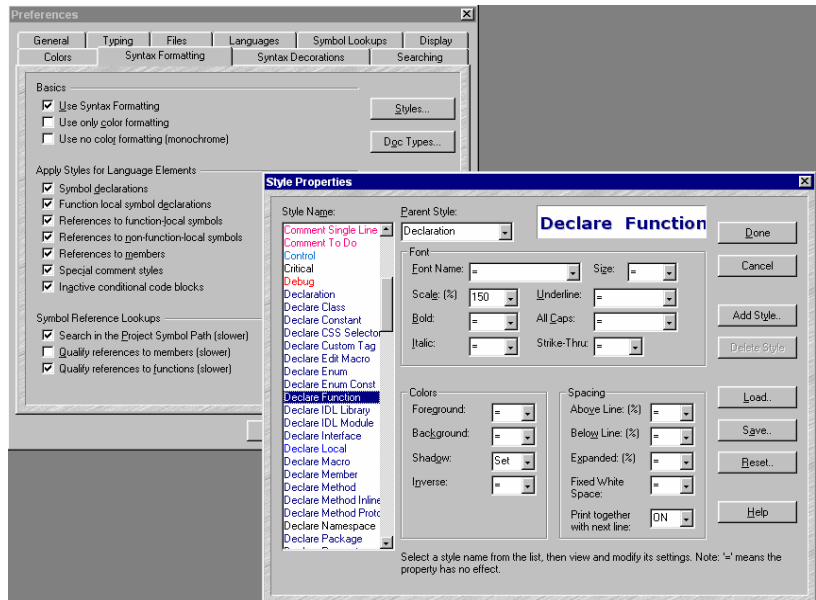 Preferences
General Typing Files Languages Symbol Lookups Display
Colors Syntax Formatting Syntax Decorations Searching
Basics
Use Syntax Formatting
Use only color formatting
Use no color formatting (monochrome)
Styles...
Doc Types...
Apply Styles for Language Elements
Symbol declarations
Function local symbol declarations
References to function-local symbols
References to non-function-local symbols
References to members
Special comment styles
Inactive conditional code blocks
Symbol Reference Lookups
Search in the Project Symbol Path (slower)
Qualify references to members (slower)
Qualify references to functions (slower)
Style Properties
Style Name:
Comment Single Line
Comment To Do
Control
Critical
Debug
Declaration
Declare Class
Declare Constant
Declare CSS Selector
Declare Custom Tag
Declare Edit Macro
Declare Enum
Declare Enum Const
Declare Function
Declare IDL Library
Declare IDL Module
Declare Interface
Declare Local
Declare Macro
Declare Member
Declare Method
Declare Method Inline
Declare Method Proto
Declare Namespace
Declare Package
Parent Style:
Declaration
Declare Function
Font
Font Name: = Size: =
Scale: (%) 150 Underline: =
Bold: = All Caps: =
Italic: = Strike-Thru: =
Colors
Foreground: =
Background: =
Shadow: Set
Inverse: =
Spacing
Above Line: (%) =
Below Line: (%) =
Expanded: (%) =
Fixed White
Space: =
Print together
with next line: ON
Done
Cancel
Add Style..
Delete Style
Load..
Save..
Reset..
Help
Select a style name from the list, then view and modify its settings. Note: '=' means the
property has no effect.